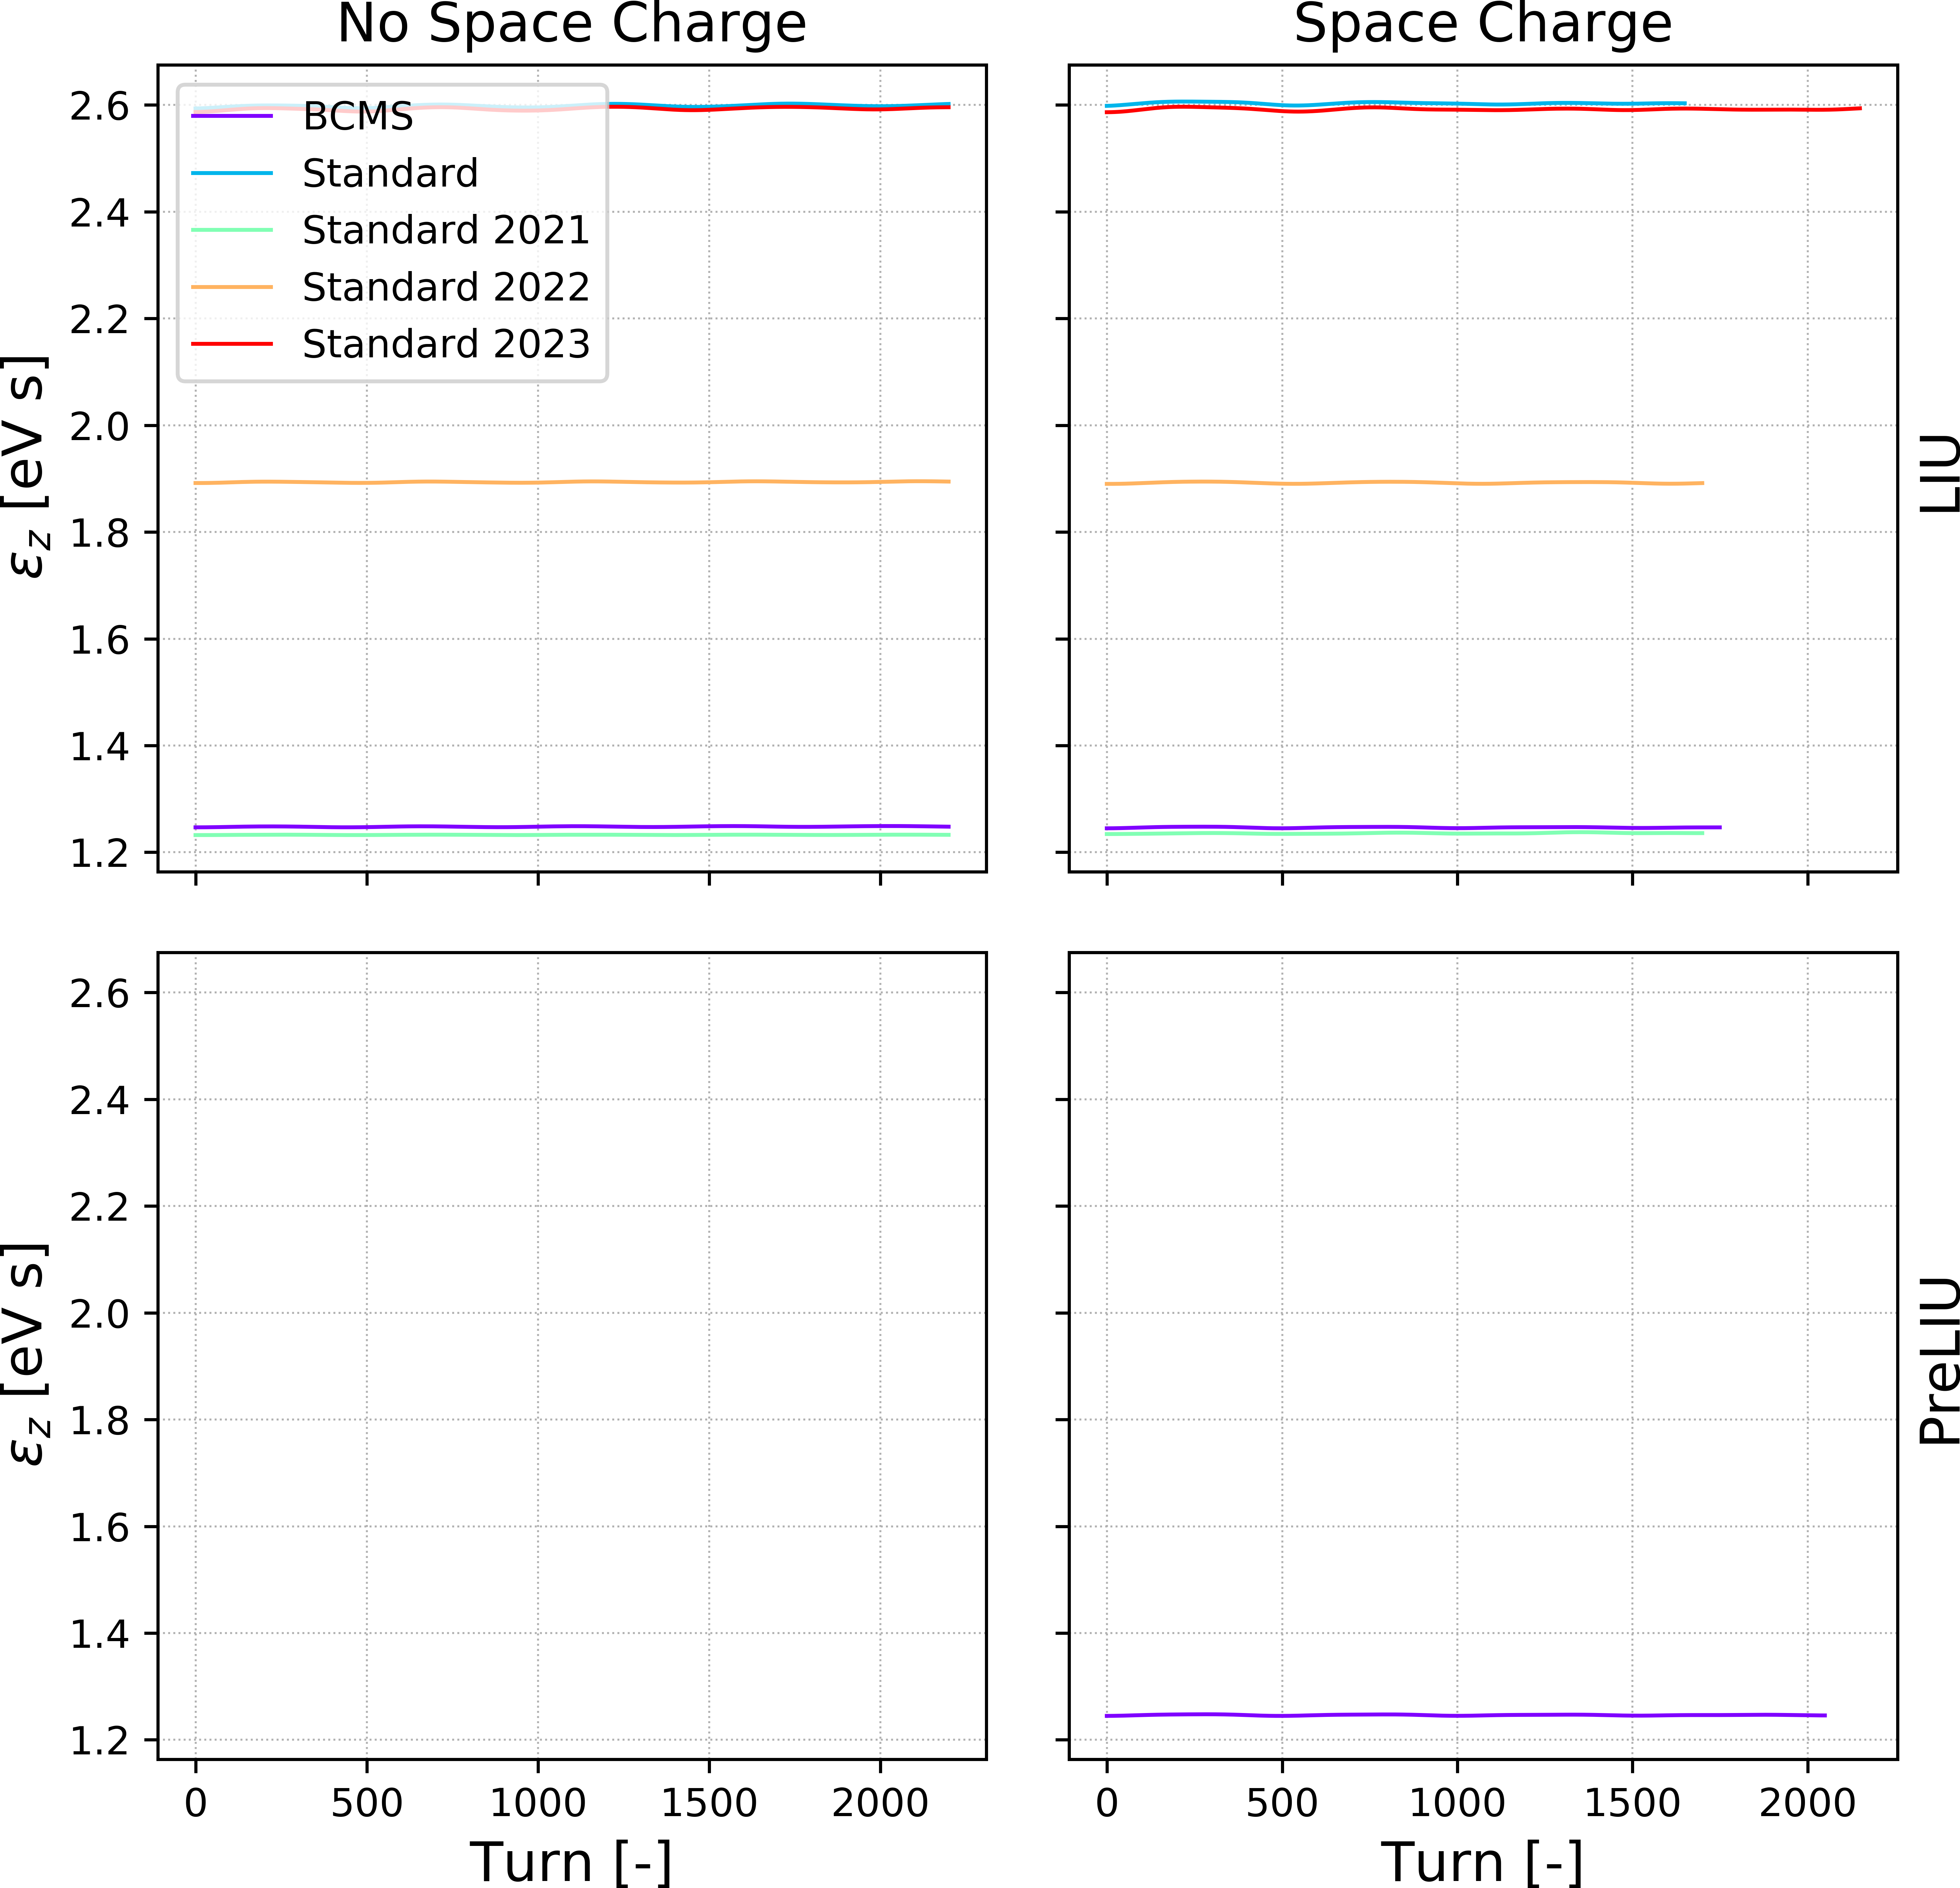 No Space Charge
Space Charge
2.6
2.4
2.2
2.0
1.8
1.6
1.4
1.2
εz [eV s]
BCMS
Standard
Standard 2021
Standard 2022
Standard 2023
LIU
2.6
2.4
2.2
2.0
1.8
1.6
1.4
1.2
εz [eV s]
PreLIU
0 500 1000 1500 2000
0 500 1000 1500 2000
Turn [-]
Turn [-]